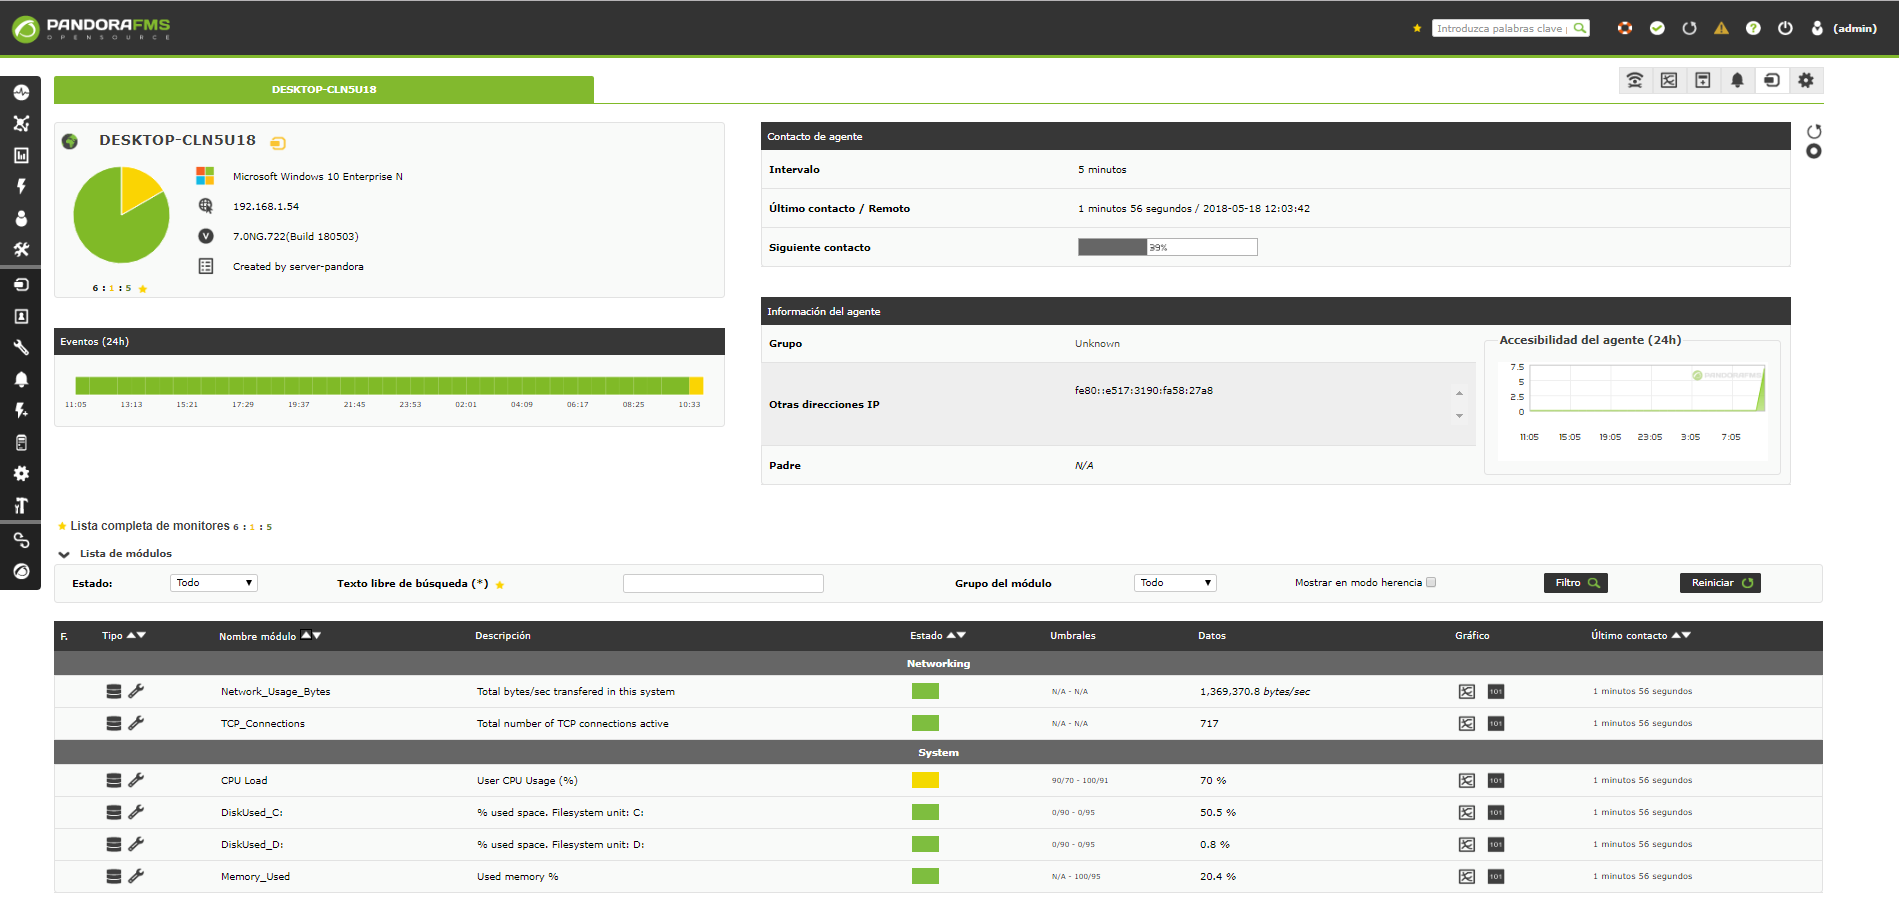 PANDORAFMS
OPENSOURCE
Introduzca palabras clave
(admin)
DESKTOP-CLN5U18
DESKTOP-CLN5U18
Microsoft Windows 10 Enterprise N
192.168.1.54
7.0NG.722(Build 180503)
Created by server-pandora
6 : 1 : 5
Eventos (24h)
11:05 13:13 15:21 17:29 19:37 21:45 23:53 02:01 04:09 06:17 08:25 10:33
Contacto de agente
Intervalo 5 minutos
Último contacto / Remoto 1 minutos 56 segundos / 2018-05-18 12:03:42
Siguiente contacto 39%
Información del agente
Grupo Unknown
Otras direcciones IP fe80::e517:3190:fa58:27a8
Padre N/A
Accesibilidad del agente (24h)
PANDORAFMS
7.5
5
2.5
0
11:05 15:05 19:05 23:05 3:05 7:05
Lista completa de monitores 6 : 1 : 5
Lista de módulos
Estado: Todo Texto libre de búsqueda (*) Grupo del módulo Todo Mostrar en modo herencia Filtro Reiniciar
F. Tipo Nombre módulo Descripción Estado Umbrales Datos Gráfico Último contacto
Networking
Network_Usage_Bytes Total bytes/sec transfered in this system N/A - N/A 1,369,370.8 bytes/sec 101 1 minutos 56 segundos
TCP_Connections Total number of TCP connections active N/A - N/A 717 101 1 minutos 56 segundos
System
CPU Load User CPU Usage (%) 90/70 - 100/91 70 % 101 1 minutos 56 segundos
DiskUsed_C: % used space. Filesystem unit: C: 0/90 - 0/95 50.5 % 101 1 minutos 56 segundos
DiskUsed_D: % used space. Filesystem unit: D: 0/90 - 0/95 0.8 % 101 1 minutos 56 segundos
Memory_Used Used memory % N/A - 100/95 20.4 % 101 1 minutos 56 segundos